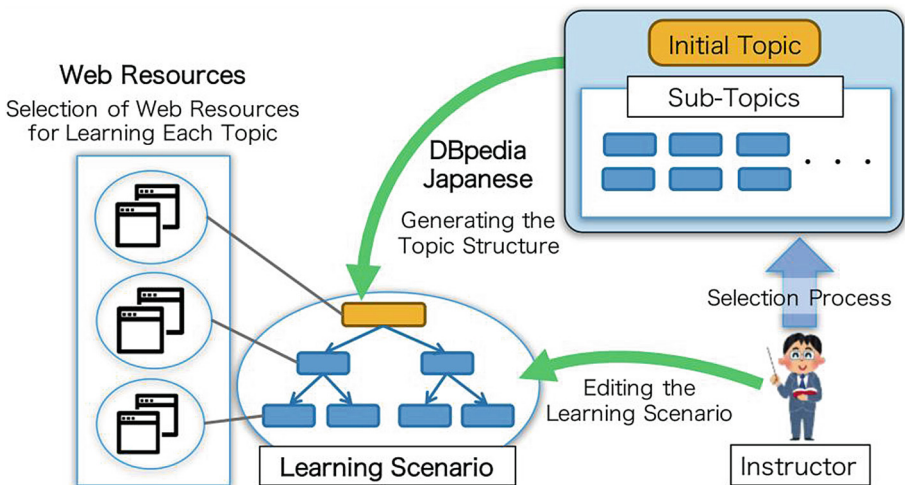 Initial Topic
Sub-Topics
. . .
Web Resources
Selection of Web Resources
for Learning Each Topic
DBpedia
Japanese
Generating the
Topic Structure
Selection Process
Editing the
Learning Scenario
Learning Scenario
Instructor